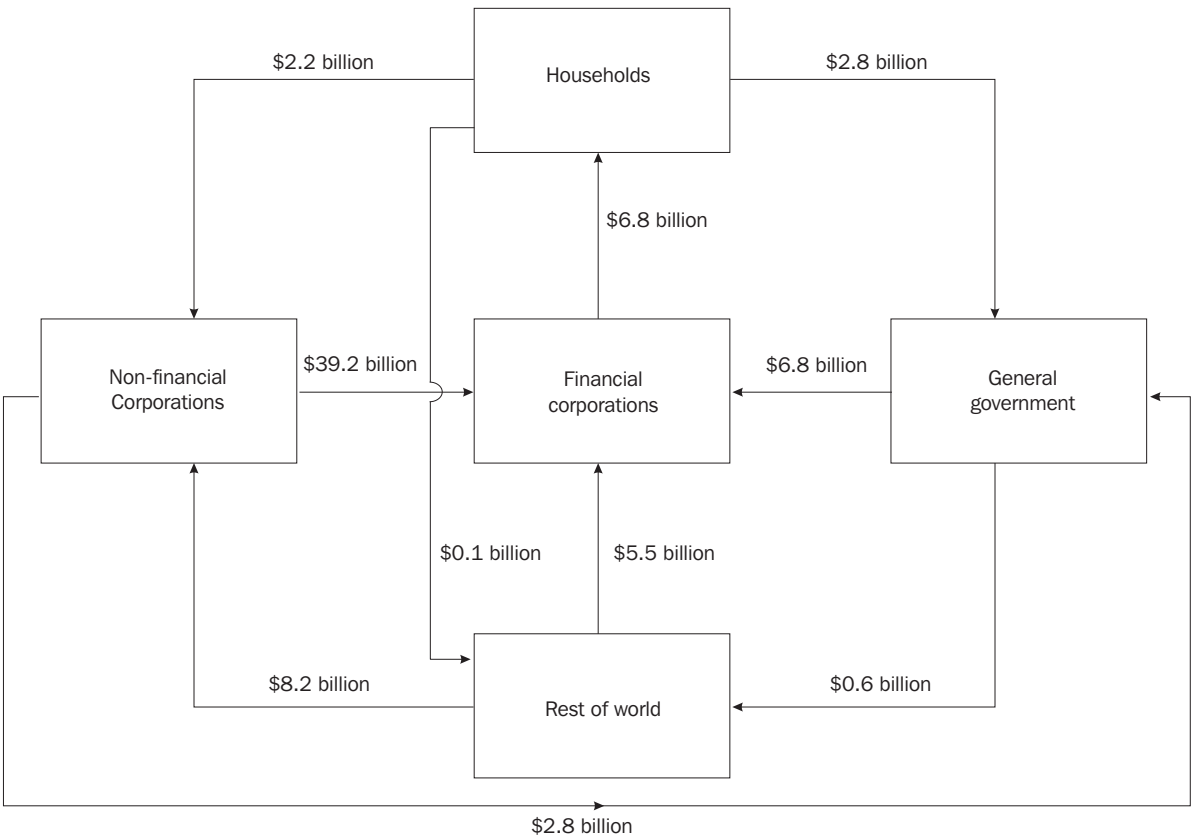 Households
$2.2 billion
$2.8 billion
$6.8 billion
Non-financial
Corporations
$39.2 billion
Financial
corporations
$6.8 billion
General
government
$0.1 billion
$5.5 billion
$8.2 billion
Rest of world
$0.6 billion
$2.8 billion